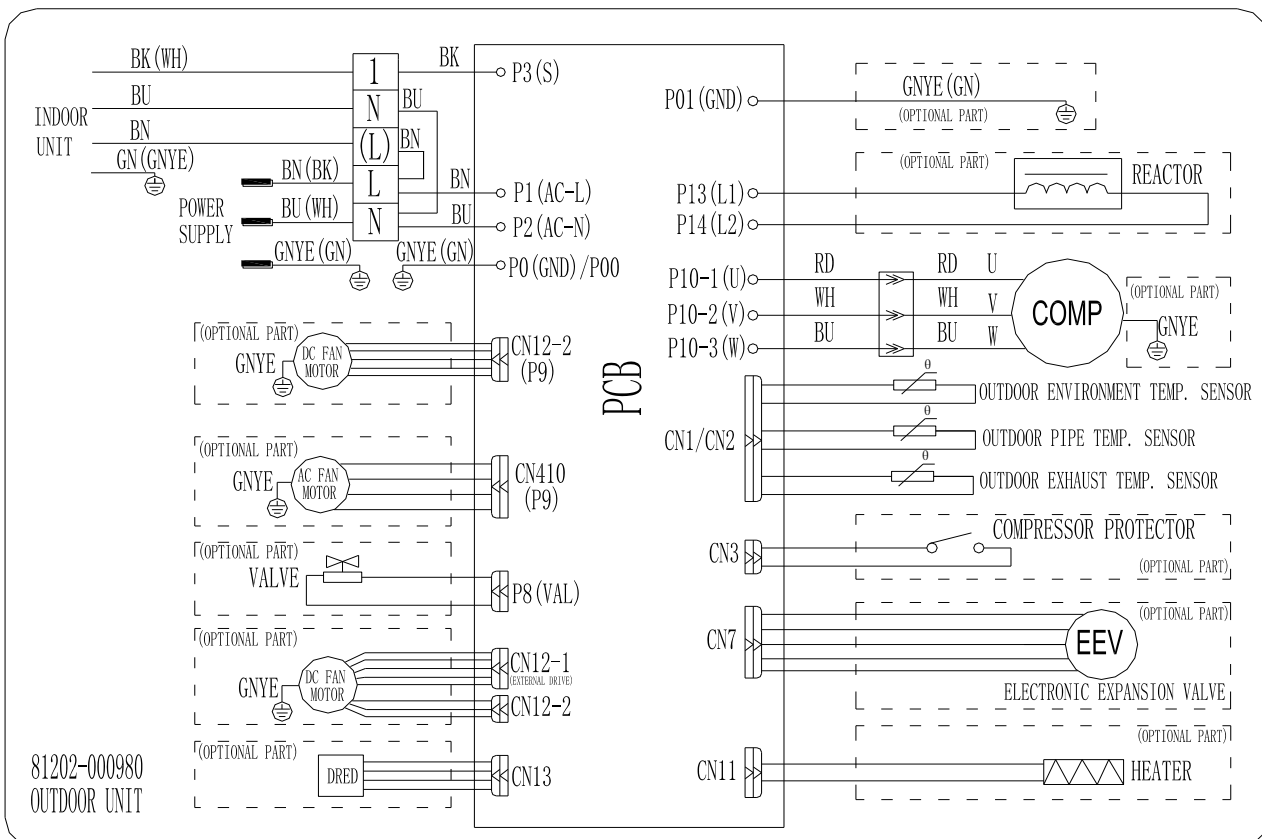 BK(WH)
BU
INDOOR
UNIT
BN
GN(GNYE)
1
N
(L)
L
N
BK
BU
BN
BN
BU
P3(S)
P1(AC-L)
P2(AC-N)
P0(GND)/P00
BN(BK)
POWER
SUPPLY
BU(WH)
GNYE(GN)
GNYE(GN)
(OPTIONAL PART)
GNYE
DC FAN
MOTOR
CN12-2
(P9)
(OPTIONAL PART)
GNYE
AC FAN
MOTOR
CN410
(P9)
(OPTIONAL PART)
VALVE
P8(VAL)
(OPTIONAL PART)
GNYE
DC FAN
MOTOR
CN12-1
(EXTERNAL DRIVE)
CN12-2
(OPTIONAL PART)
DRED
CN13
81202-000980
OUTDOOR UNIT
PCB
P01(GND)
GNYE(GN)
(OPTIONAL PART)
(OPTIONAL PART)
REACTOR
P13(L1)
P14(L2)
P10-1(U)
RD
RD
U
P10-2(V)
WH
WH
V
P10-3(W)
BU
BU
W
COMP
(OPTIONAL PART)
GNYE
CN1/CN2
θ
OUTDOOR ENVIRONMENT TEMP. SENSOR
θ
OUTDOOR PIPE TEMP. SENSOR
θ
OUTDOOR EXHAUST TEMP. SENSOR
CN3
COMPRESSOR PROTECTOR
(OPTIONAL PART)
CN7
(OPTIONAL PART)
EEV
ELECTRONIC EXPANSION VALVE
(OPTIONAL PART)
CN11
HEATER